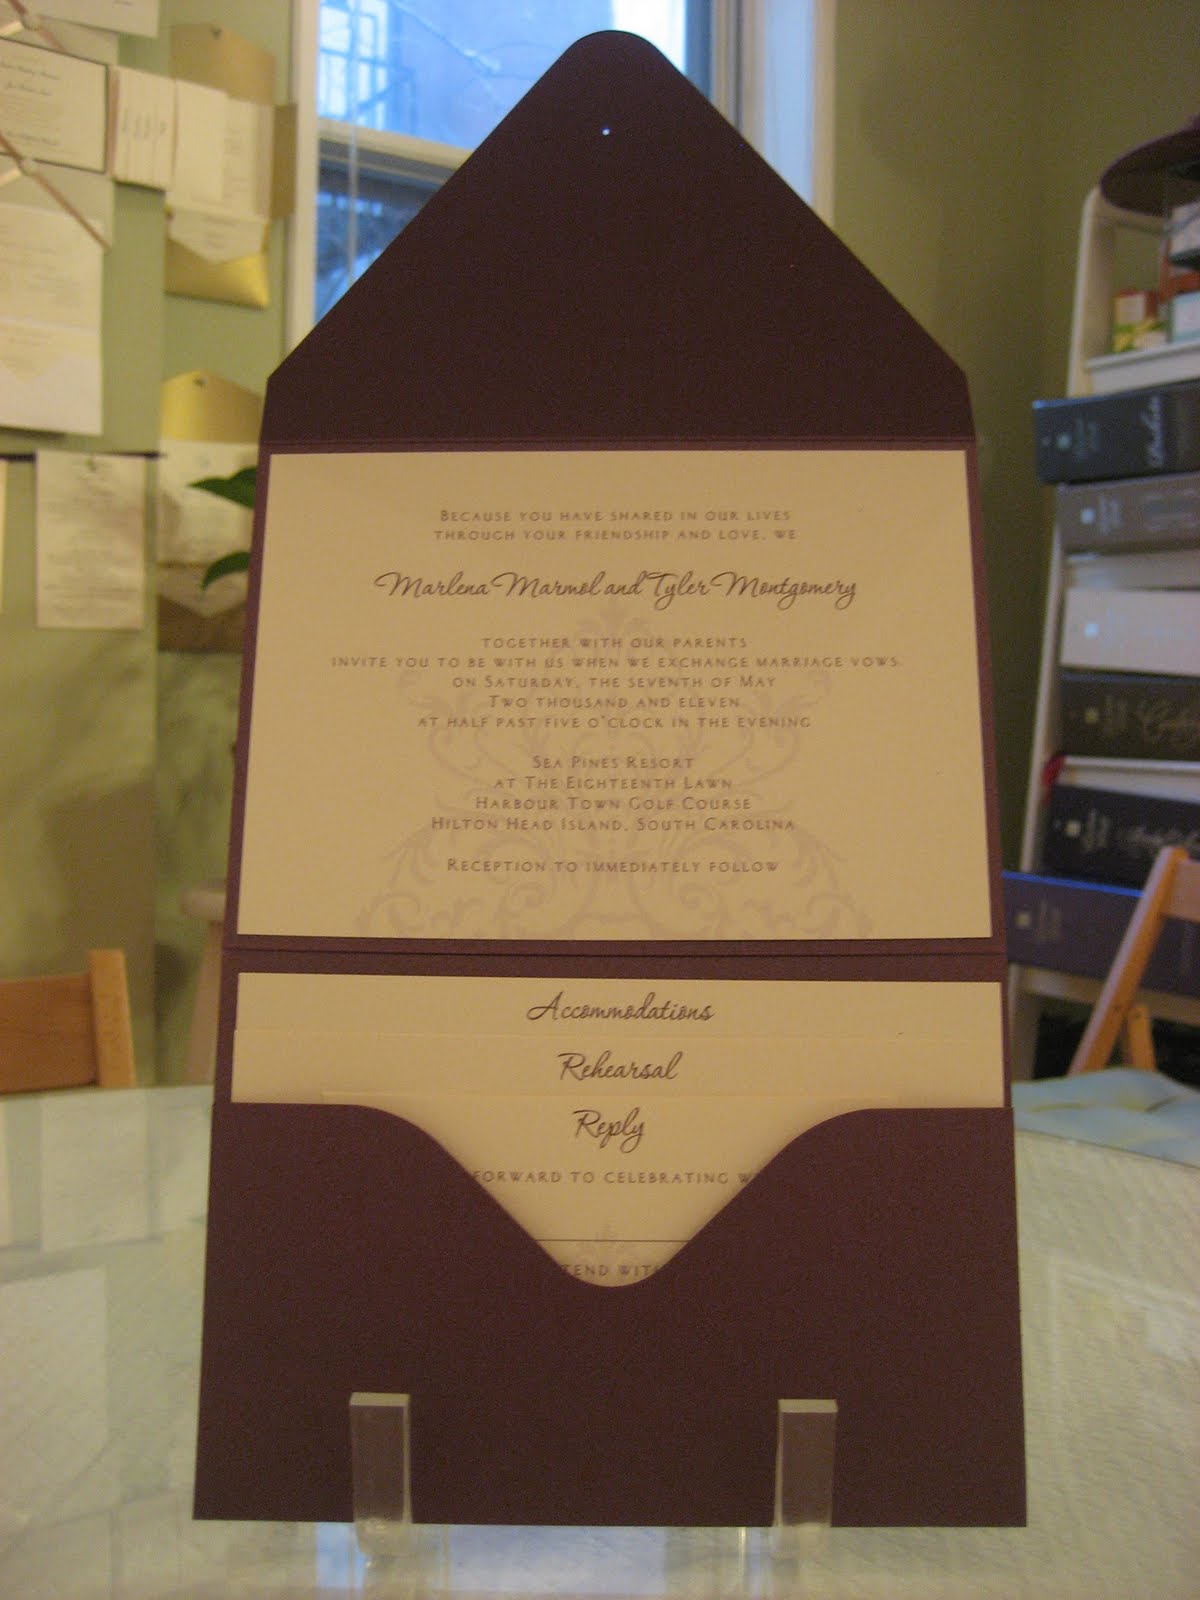 Because you have shared in our lives
through your friendship and love, we
Marlena Marmol and Tyler Montgomery
together with our parents
invite you to be with us when we exchange marriage vows
on Saturday, the seventh of May
Two thousand and eleven
at half past five o'clock in the evening
Sea Pines Resort
at The Eighteenth Lawn
Harbour Town Golf Course
Hilton Head Island, South Carolina
Reception to immediately follow
Accommodations
Rehearsal
Reply
forward to celebrating